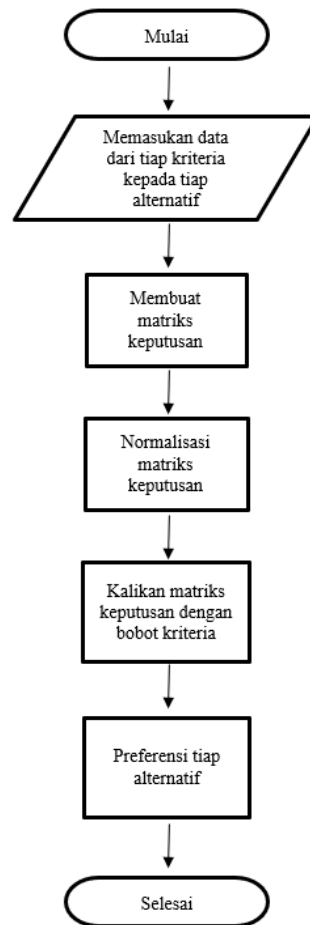 Mulai
Memasukan data
dari tiap kriteria
kepada tiap
alternatif
Membuat
matriks
keputusan
Normalisasi
matriks
keputusan
Kalikan matriks
keputusan dengan
bobot kriteria
Preferensi tiap
alternatif
Selesai